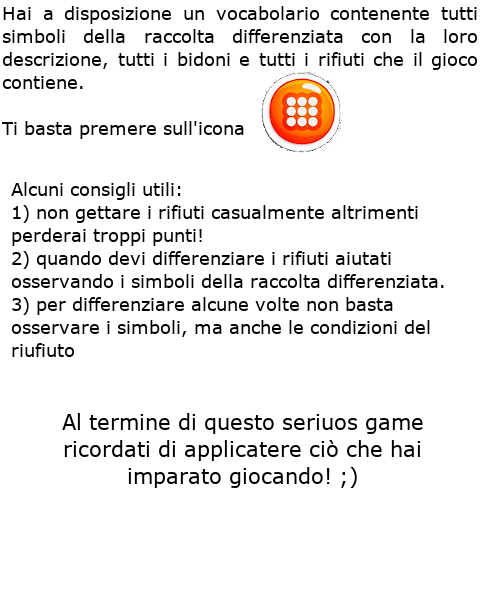 Hai a disposizione un vocabolario contenente tutti
simboli della raccolta differenziata con la loro
descrizione, tutti i bidoni e tutti i rifiuti che il gioco
contiene.
Ti basta premere sull'icona
Alcuni consigli utili:
1) non gettare i rifiuti casualmente altrimenti
perderai troppi punti!
2) quando devi differenziare i rifiuti aiutati
osservando i simboli della raccolta differenziata.
3) per differenziare alcune volte non basta
osservare i simboli, ma anche le condizioni del
riufiuto
Al termine di questo seriuos game
ricordati di applicatere ciò che hai
imparato giocando! ;)